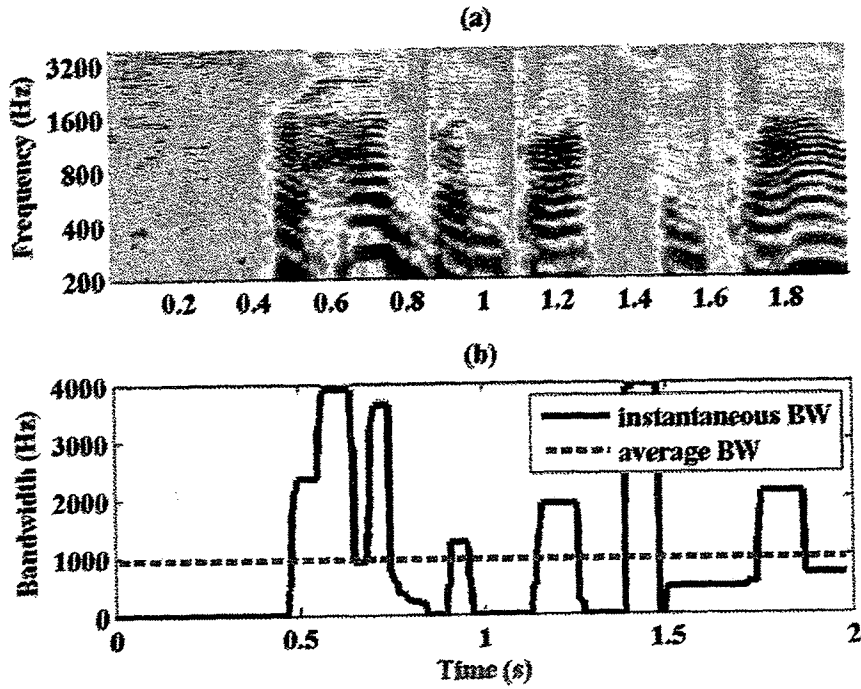 (a)
Frequency (Hz)
3200
1600
800
400
200
0.2 0.4 0.6 0.8 1 1.2 1.4 1.6 1.8
(b)
Bandwidth (Hz)
4000
3000
2000
1000
0
instantaneous BW
average BW
0 0.5 1 1.5 2
Time (s)